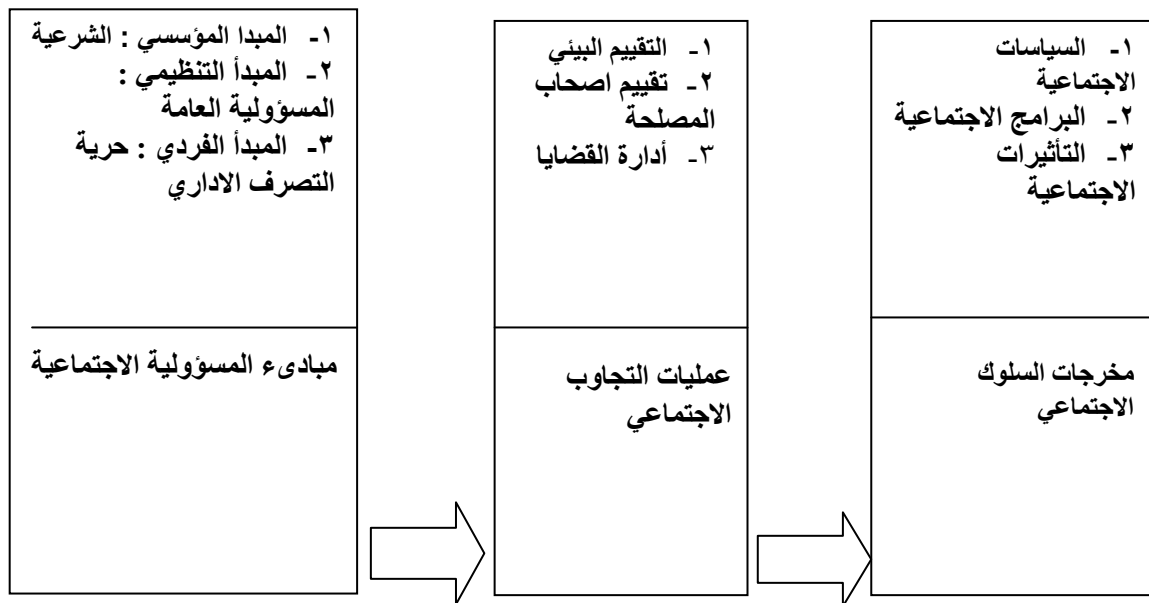 ١- المبدا المؤسسي : الشرعية
٢- المبدأ التنظيمي :
المسؤولية العامة
٣- المبدأ الفردي : حرية
التصرف الاداري
مبادىء المسؤولية الاجتماعية
١- التقييم البيئي
٢- تقييم اصحاب
المصلحة
٣- أدارة القضايا
عمليات التجاوب
الاجتماعي
١- السياسات
الاجتماعية
٢- البرامج الاجتماعية
٣- التأثيرات
الاجتماعية
مخرجات السلوك
الاجتماعي